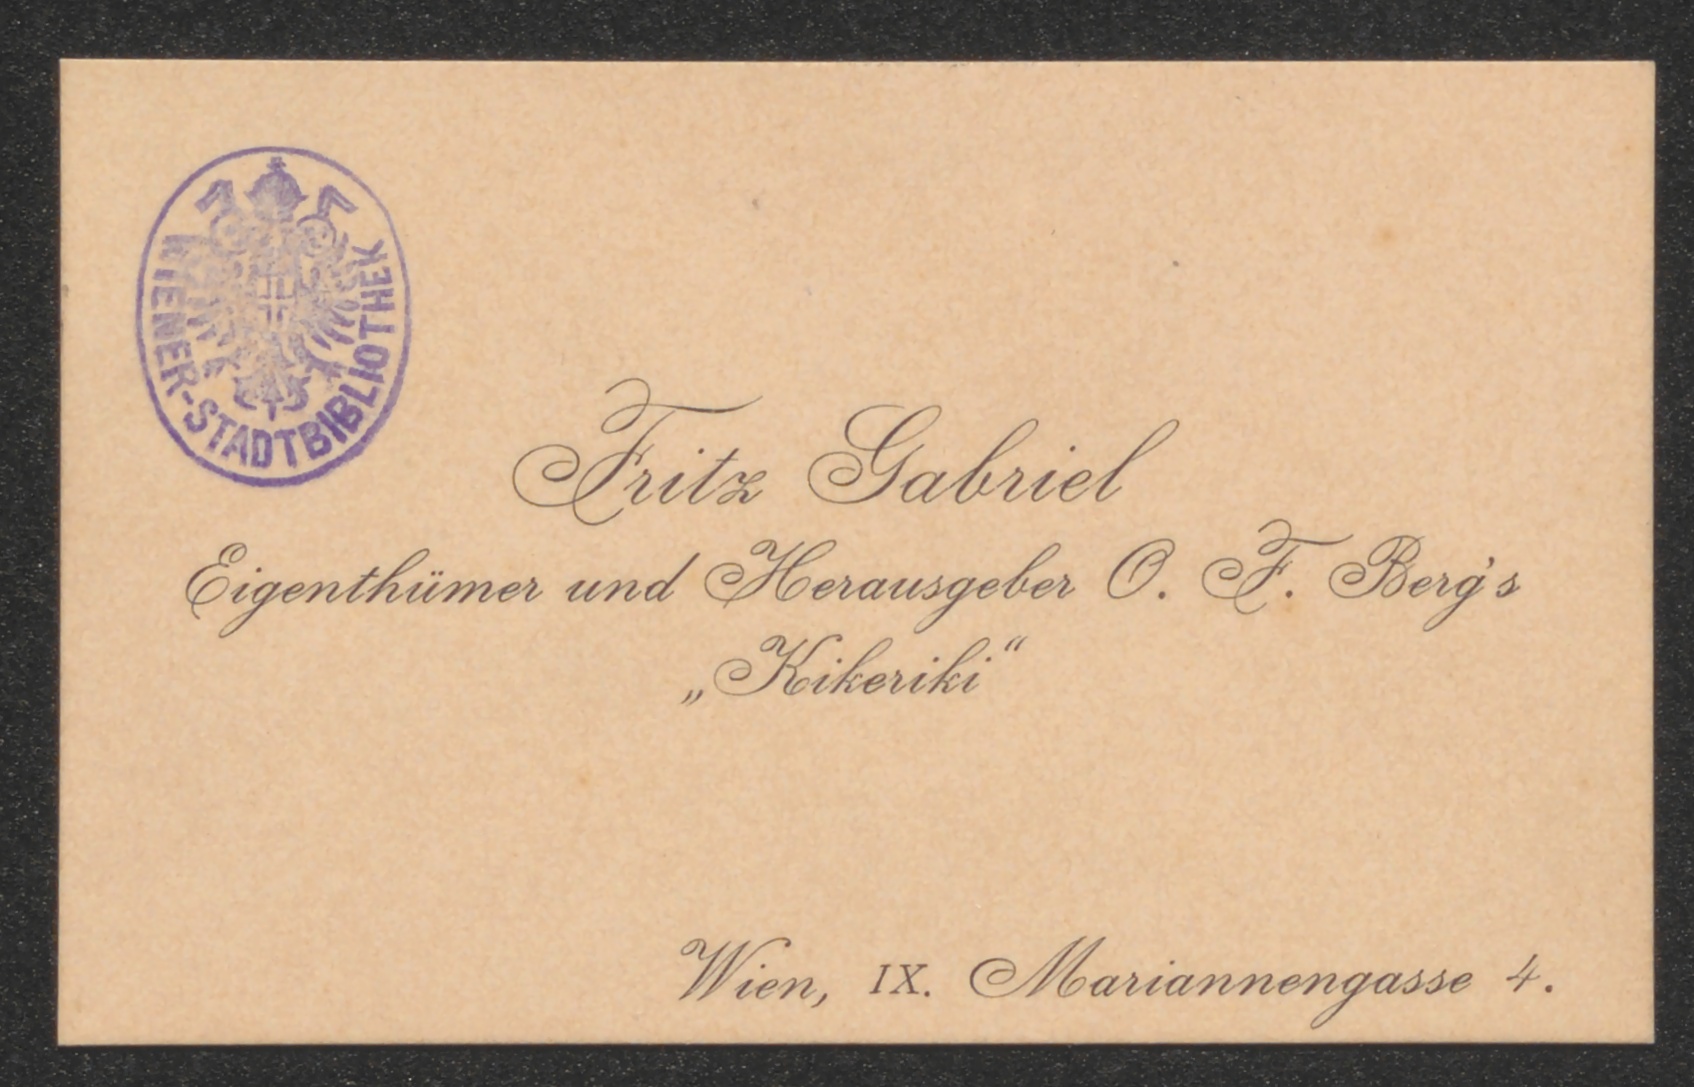 WIENER-STADTBIBLIOTHEK
Fritz Gabriel
Eigenthümer und Herausgeber O. F. Berg's
„Kikeriki“
Wien, IX. Mariannengasse 4.